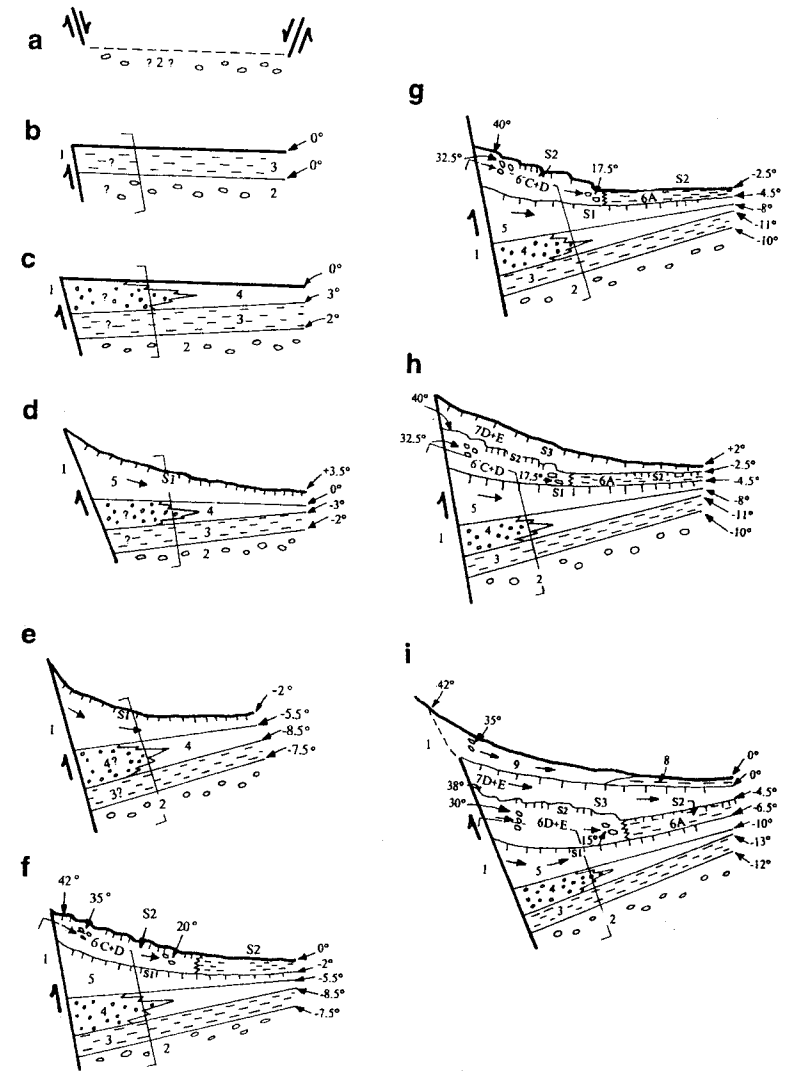 a
? 2 ?
b
0°
1
?
3
0°
?
2
c
0°
1
?
4
3°
?
3
2°
2
d
1
5
S1
+3.5°
0°
?
4
-3°
?
3
-2°
2
e
-2°
1
S1
-5.5°
4?
4
-8.5°
3?
-7.5°
2
f
42°
35°
S2
20°
S2
0°
1
6 C+D
S1
-2°
5
-5.5°
4
-8.5°
3
-7.5°
2
g
40°
32.5°
S2
17.5°
S2
-2.5°
6 C+D
6A
-4.5°
S1
-8°
5
-11°
1
4
-10°
3
2
h
40°
7D+E
S3
32.5°
S2
+2°
-2.5°
6 C+D
17.5°
6A
S2
-4.5°
S1
-8°
5
-11°
1
4
-10°
3
2
i
42°
35°
1
9
8
0°
0°
7D+E
38°
S2
S3
S2
-4.5°
30°
6D+E
6A
-6.5°
15°
S1
-10°
1
5
-13°
4
-12°
3
2